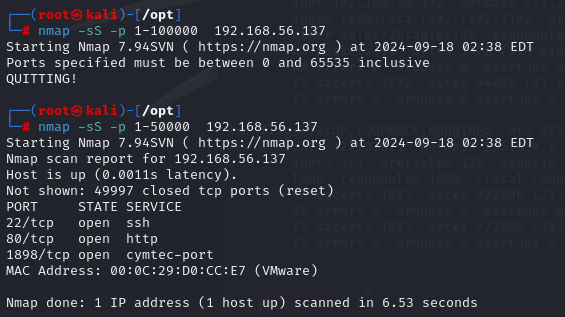 ┌──(root㉿kali)-[/opt]
└─# nmap -sS -p 1-100000  192.168.56.137
Starting Nmap 7.94SVN ( https://nmap.org ) at 2024-09-18 02:38 EDT
Ports specified must be between 0 and 65535 inclusive
QUITTING!

┌──(root㉿kali)-[/opt]
└─# nmap -sS -p 1-50000  192.168.56.137
Starting Nmap 7.94SVN ( https://nmap.org ) at 2024-09-18 02:38 EDT
Nmap scan report for 192.168.56.137
Host is up (0.0011s latency).
Not shown: 49997 closed tcp ports (reset)
PORT     STATE SERVICE
22/tcp   open  ssh
80/tcp   open  http
1898/tcp open  cymtec-port
MAC Address: 00:0C:29:D0:CC:E7 (VMware)

Nmap done: 1 IP address (1 host up) scanned in 6.53 seconds